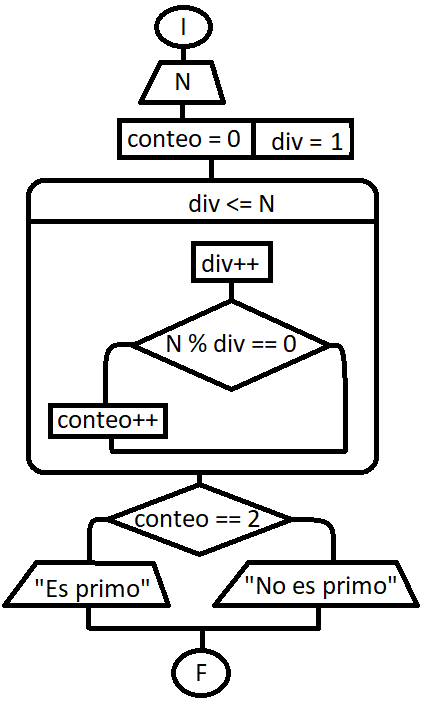 I
N
conteo = 0
div = 1
div <= N
div++
N % div == 0
conteo++
conteo == 2
"Es primo"
"No es primo"
F